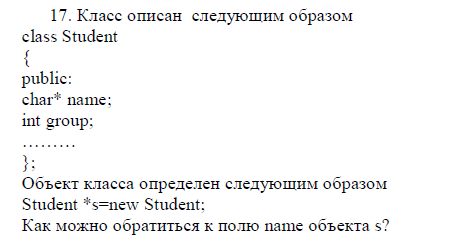 17. Класс описан следующим образом
class Student
{
public:
char* name;
int group;
………
};
Объект класса определен следующим образом
Student *s=new Student;
Как можно обратиться к полю name объекта s?